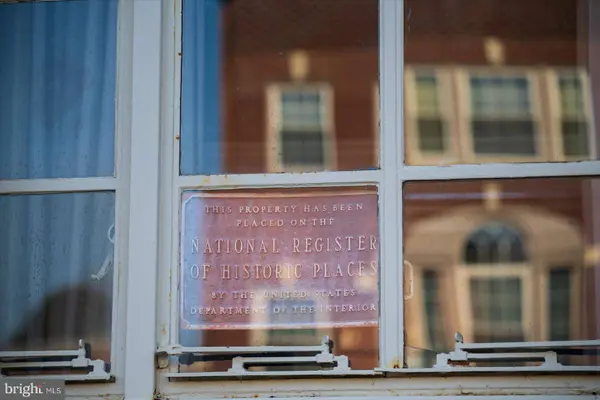 THIS PROPERTY HAS BEEN
PLACED ON THE
NATIONAL REGISTER
OF HISTORIC PLACES
BY THE UNITED STATES
DEPARTMENT OF THE INTERIOR
bright MLS